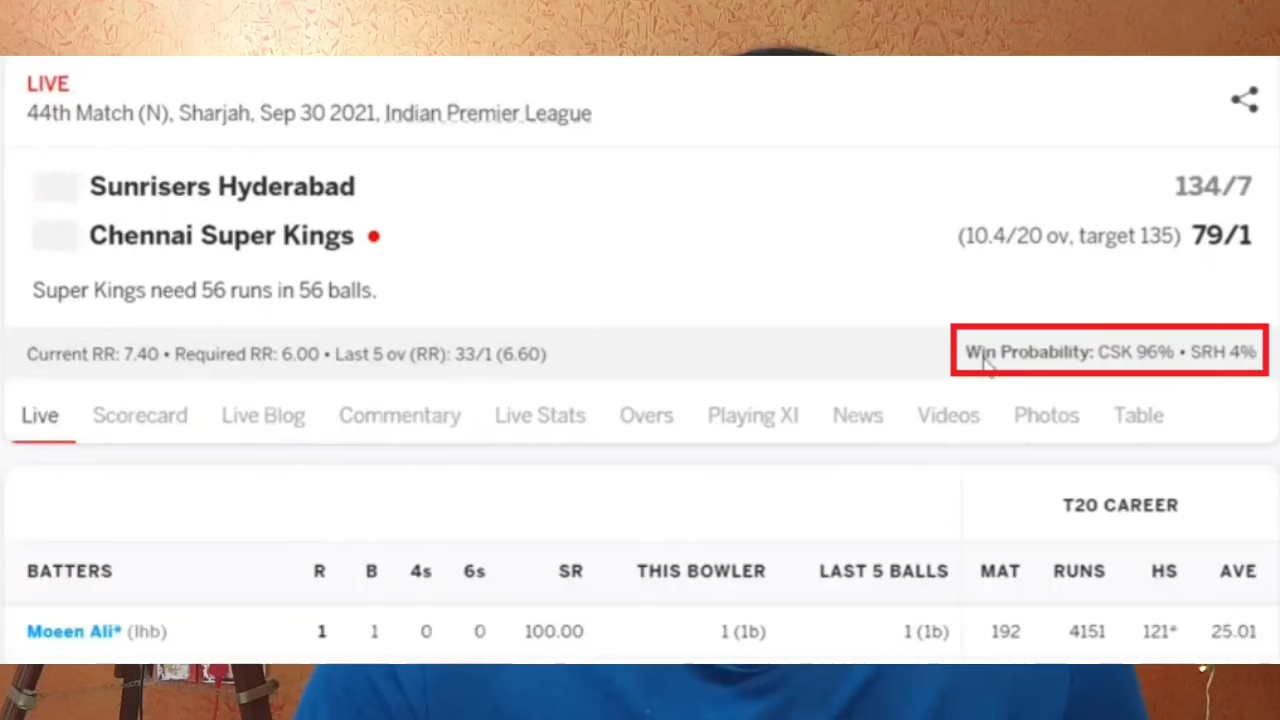 LIVE
44th Match (N), Sharjah, Sep 30 2021, Indian Premier League
Sunrisers Hyderabad 134/7
Chennai Super Kings (10.4/20 ov, target 135) 79/1
Super Kings need 56 runs in 56 balls.
Current RR: 7.40 • Required RR: 6.00 • Last 5 ov (RR): 33/1 (6.60) Win Probability: CSK 96% • SRH 4%
Live Scorecard Live Blog Commentary Live Stats Overs Playing XI News Videos Photos Table
T20 CAREER
BATTERS R B 4s 6s SR THIS BOWLER LAST 5 BALLS MAT RUNS HS AVE
Moeen Ali* (lhb) 1 1 0 0 100.00 1 (1b) 1 (1b) 192 4151 121* 25.01